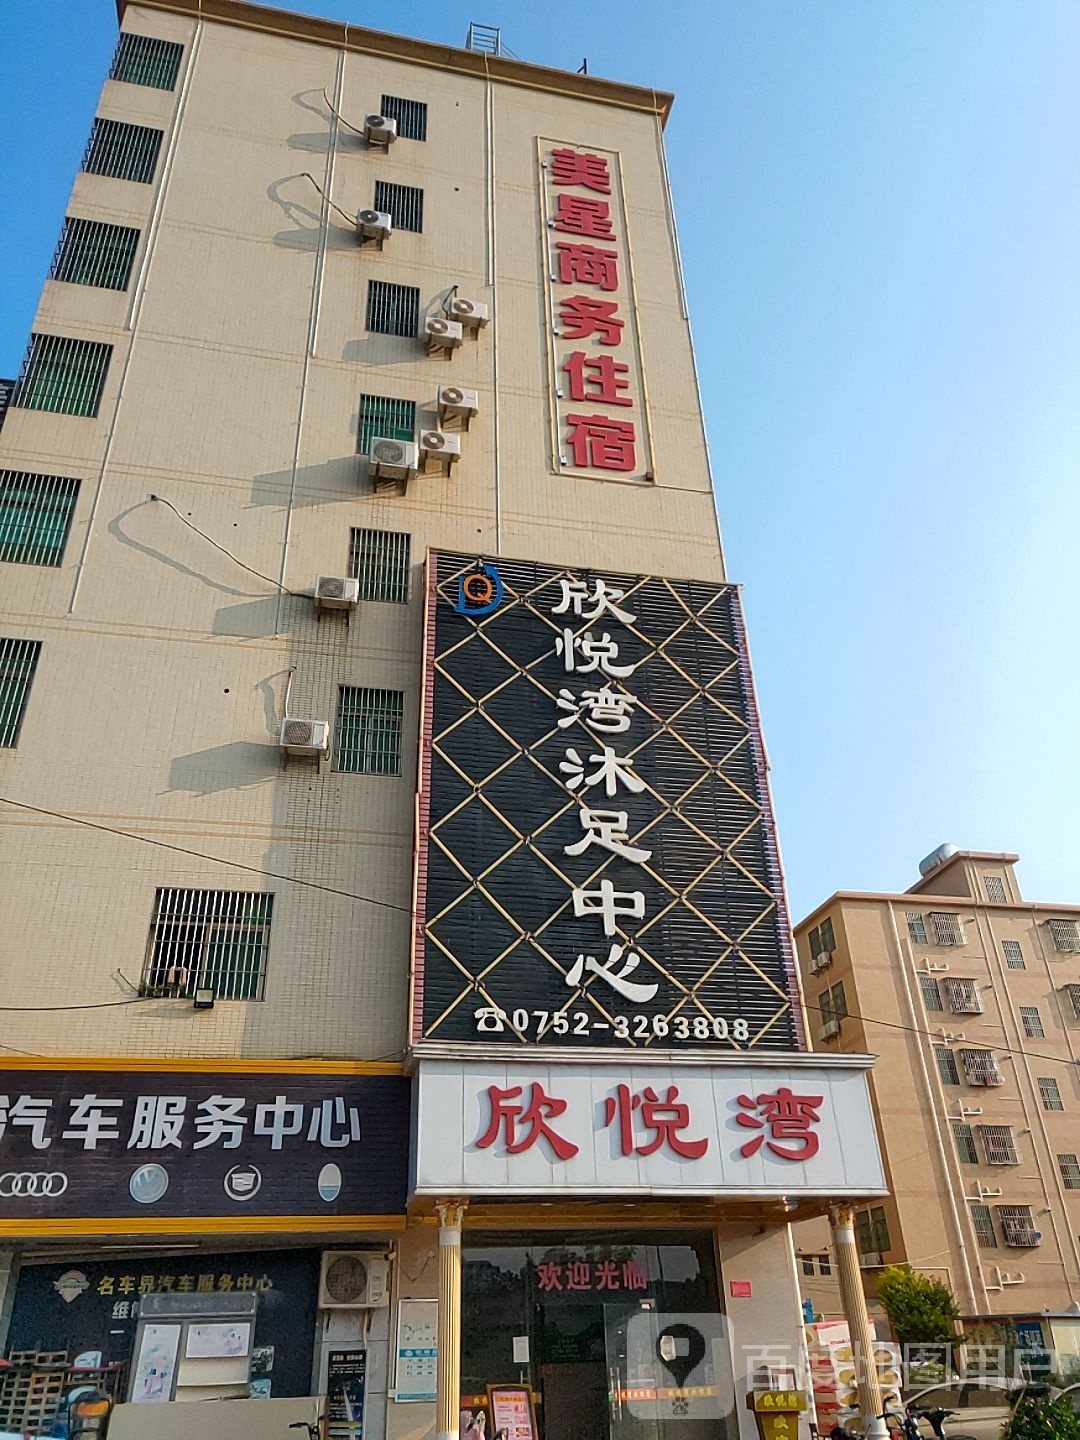 美星商务住宿
欣悦湾沐足中心
☎0752-3263808
欣悦湾
汽车服务中心
名车界汽车服务中心
欢迎光临
百度地图用户